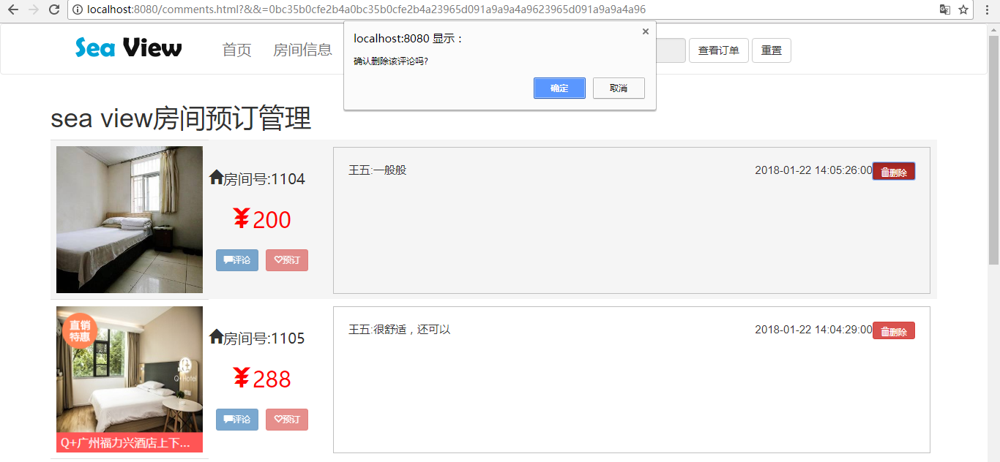 localhost:8080/comments.html?&&=0bc35b0cfe2b4a0bc35b0cfe2b4a23965d091a9a9a4a9623965d091a9a9a4a96
localhost:8080 显示：
确认删除该评论吗?
确定
取消
Sea View
首页
房间信息
查看订单
重置
sea view房间预订管理
房间号:1104
¥200
评论
预订
王五:一般般
2018-01-22 14:05:26:00
删除
直销
特惠
Q+Hotel
Q+广州福力兴酒店上下...
房间号:1105
¥288
评论
预订
王五:很舒适，还可以
2018-01-22 14:04:29:00
删除